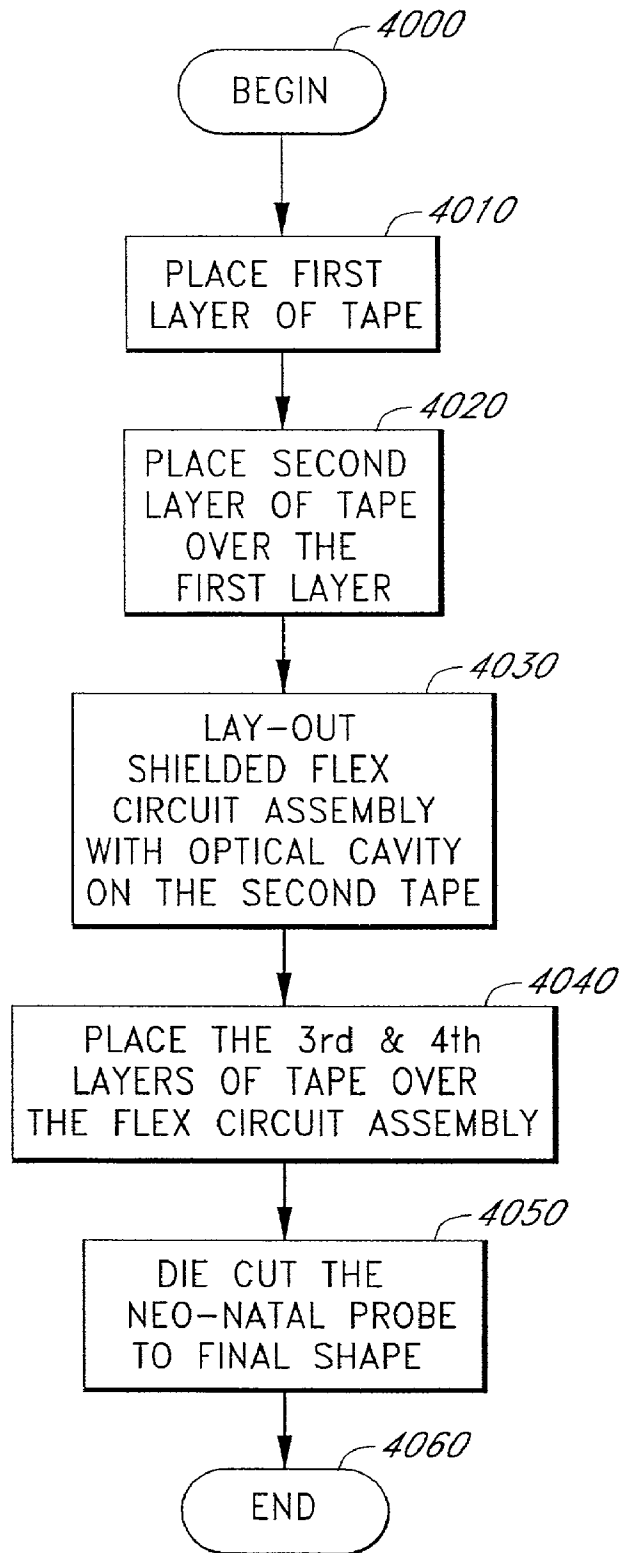 4000
BEGIN
4010
PLACE FIRST
LAYER OF TAPE
4020
PLACE SECOND
LAYER OF TAPE
OVER THE
FIRST LAYER
4030
LAY-OUT
SHIELDED FLEX
CIRCUIT ASSEMBLY
WITH OPTICAL CAVITY
ON THE SECOND TAPE
4040
PLACE THE 3rd & 4th
LAYERS OF TAPE OVER
THE FLEX CIRCUIT ASSEMBLY
4050
DIE CUT THE
NEO-NATAL PROBE
TO FINAL SHAPE
4060
END